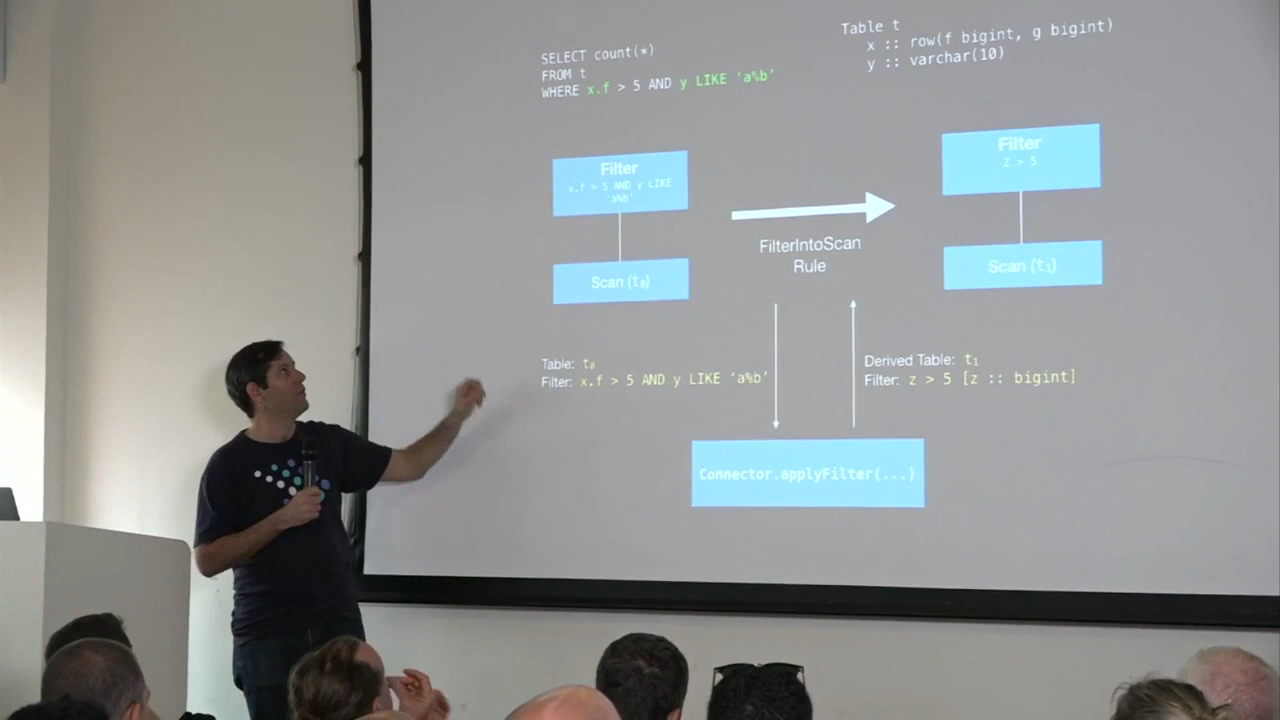 SELECT count(*)
FROM t
WHERE x.f > 5 AND y LIKE ‘a%b’
Table t
x :: row(f bigint, g bigint)
y :: varchar(10)
Filter
x.f > 5 AND y LIKE
‘a%b’
Scan (t₀)
FilterIntoScan
Rule
Filter
Z > 5
Scan (t₁)
Table: t₀
Filter: x.f > 5 AND y LIKE ‘a%b’
Derived Table: t₁
Filter: z > 5 [z :: bigint]
Connector.applyFilter(...)